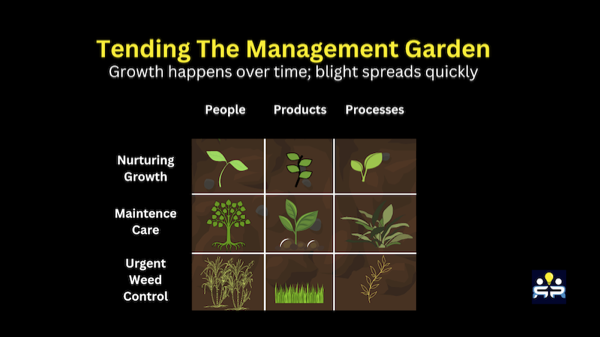 Tending The Management Garden
Growth happens over time; blight spreads quickly
People Products Processes
Nurturing
Growth
Maintence
Care
Urgent
Weed
Control